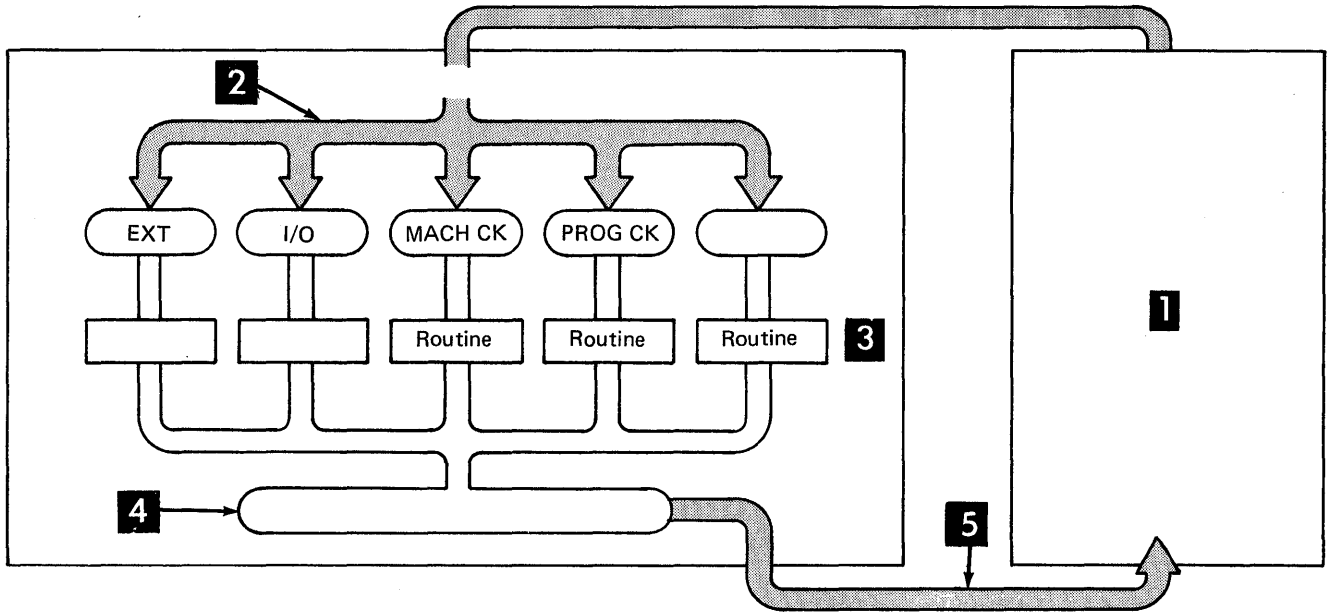 2
EXT
I/O
MACH CK
PROG CK
Routine
Routine
Routine
3
1
4
5